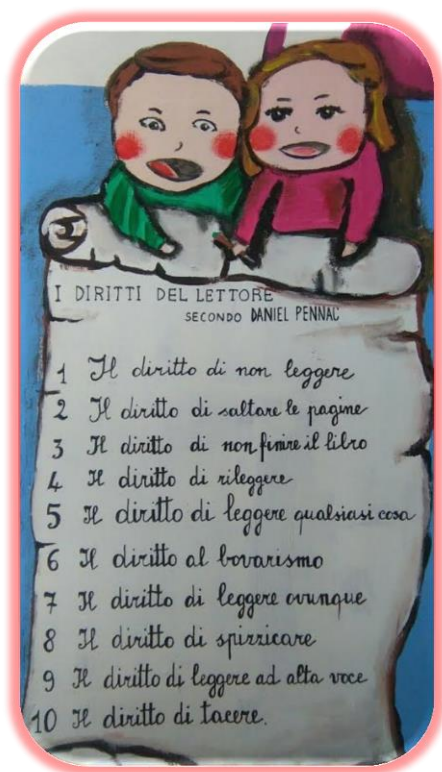 I DIRITTI DEL LETTORE
SECONDO DANIEL PENNAC
1 Il diritto di non leggere
2 Il diritto di saltare le pagine
3 Il diritto di non finire il libro
4 Il diritto di rileggere
5 Il diritto di leggere qualsiasi cosa
6 Il diritto al bovarismo
7 Il diritto di leggere ovunque
8 Il diritto di spizzicare
9 Il diritto di leggere ad alta voce
10 Il diritto di tacere.